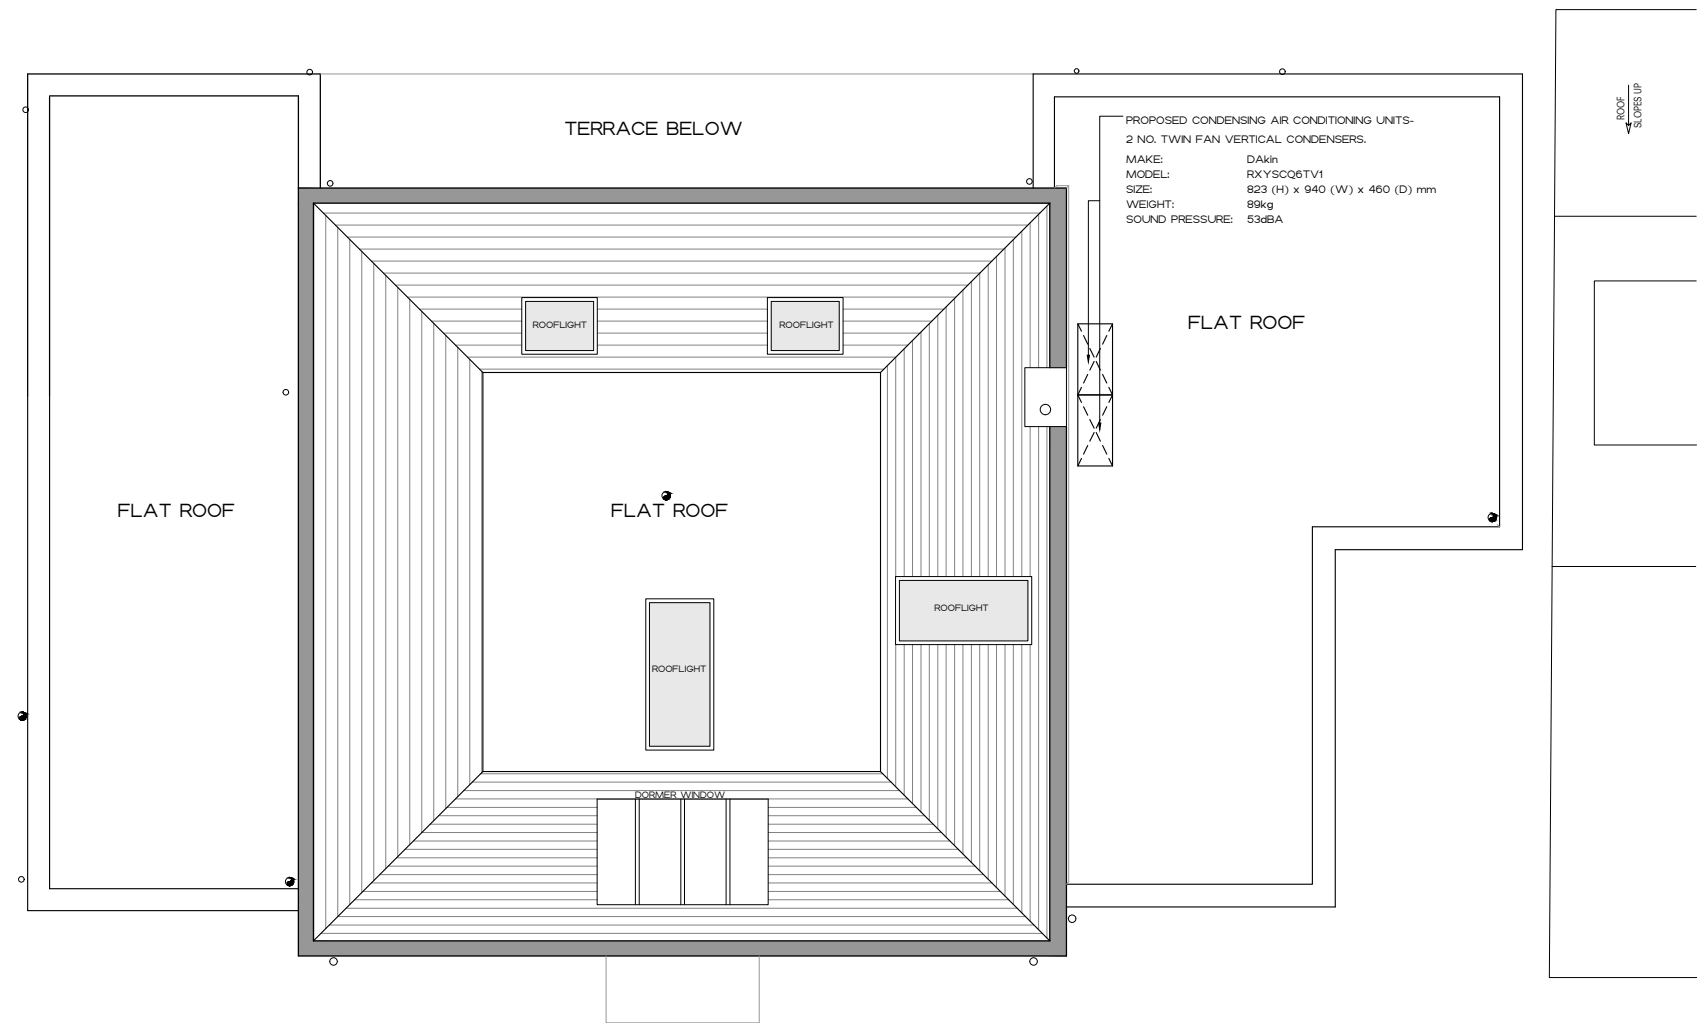 TERRACE BELOW
PROPOSED CONDENSING AIR CONDITIONING UNITS-
2 NO. TWIN FAN VERTICAL CONDENSERS.
MAKE: DAkin
MODEL: RXYSCQ6TV1
SIZE: 823 (H) x 940 (W) x 460 (D) mm
WEIGHT: 89kg
SOUND PRESSURE: 53dBA
ROOF
SLOPES UP
ROOFLIGHT
ROOFLIGHT
FLAT ROOF
FLAT ROOF
FLAT ROOF
ROOFLIGHT
ROOFLIGHT
DORMER WINDOW